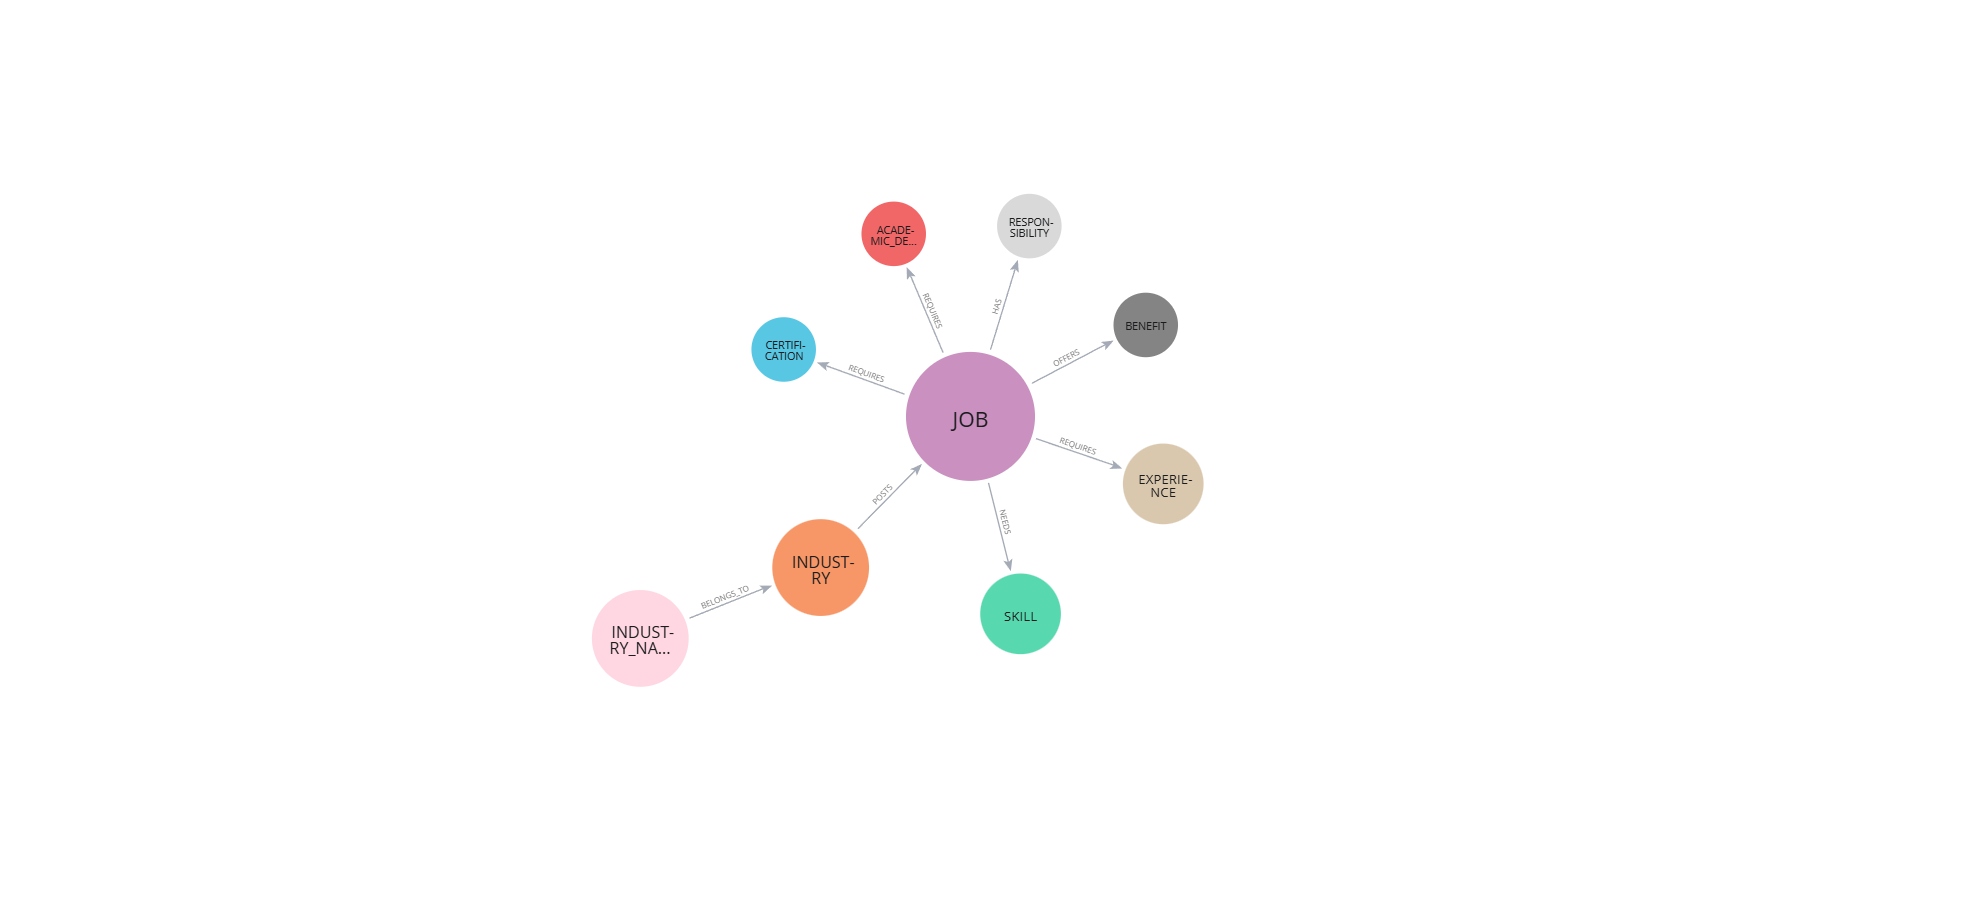 ACADE-
MIC_DE...
RESPON-
SIBILITY
REQUIRES
HAS
BENEFIT
CERTIFI-
CATION
OFFERS
REQUIRES
JOB
REQUIRES
EXPERIE-
NCE
POSTS
NEEDS
INDUST-
RY
BELONGS_TO
SKILL
INDUST-
RY_NA...